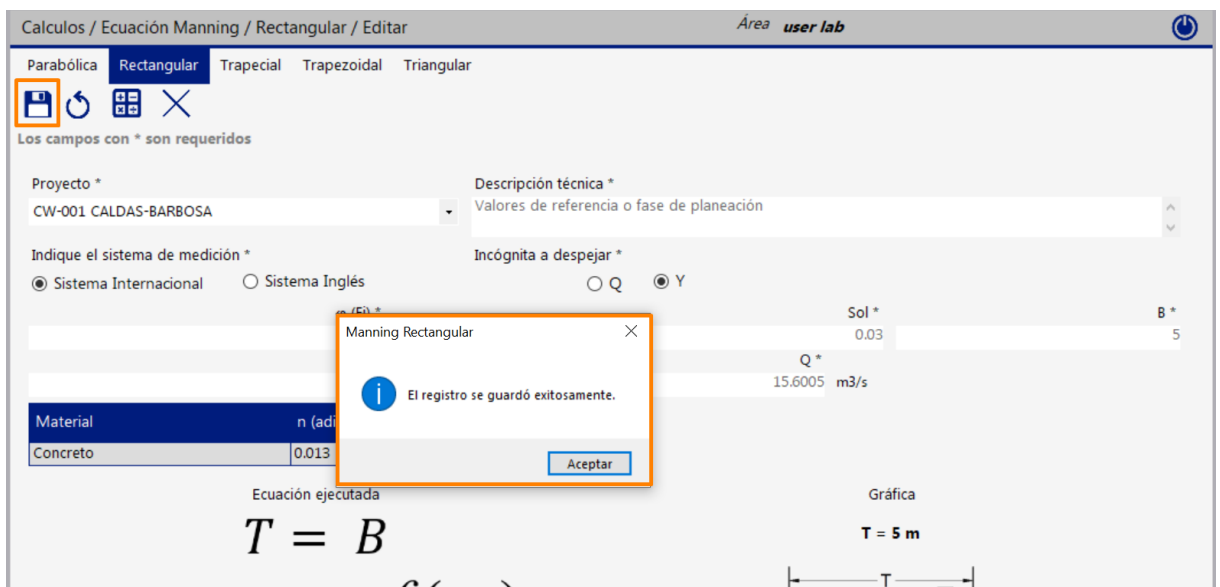 Calculos / Ecuación Manning / Rectangular / Editar Área user lab
Parabólica Rectangular Trapecial Trapezoidal Triangular
Los campos con * son requeridos
Proyecto * Descripción técnica *
CW-001 CALDAS-BARBOSA Valores de referencia o fase de planeación
Indique el sistema de medición * Incógnita a despejar *
Sistema Internacional Sistema Inglés Q Y
(Fi) * Sol * B *
0.03 5
Q *
15.6005 m3/s
Manning Rectangular
El registro se guardó exitosamente.
Aceptar
Material n (adi
Concreto 0.013
Ecuación ejecutada Gráfica
T = B
T = 5 m
T